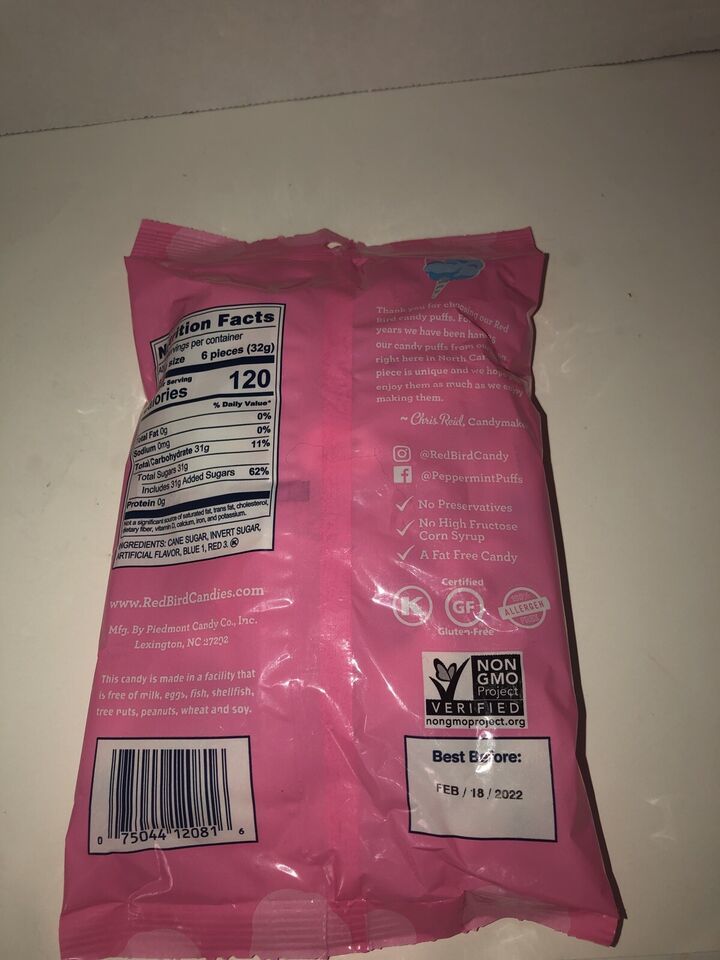 Nutrition Facts
servings per container
size 6 pieces (32g)
Serving
Calories 120
% Daily Value*
Total Fat 0g 0%
Sodium 0mg 0%
Total Carbohydrate 31g 11%
Total Sugars 31g
Includes 31g Added Sugars 62%
Protein 0g
Not a significant source of saturated fat, trans fat, cholesterol,
dietary fiber, vitamin D, calcium, iron, and potassium.
INGREDIENTS: CANE SUGAR, INVERT SUGAR,
ARTIFICIAL FLAVOR, BLUE 1, RED 3. K
www.RedBirdCandies.com
Mfg. By Piedmont Candy Co., Inc.
Lexington, NC 27292
This candy is made in a facility that
is free of milk, eggs, fish, shellfish,
tree nuts, peanuts, wheat and soy.
0 75044 12081 6
Thank you for choosing our Red
Bird candy puffs. For
years we have been
our candy puffs from
right here in North
piece is unique and we hope
enjoy them as much as we enjoy
making them.
~ Chris Reid, Candymaker
@RedBirdCandy
@PeppermintPuffs
No Preservatives
No High Fructose
Corn Syrup
A Fat Free Candy
Certified
K GF
Gluten-Free
100%
ALLERGEN
FREE
NON
GMO
Project
VERIFIED
nongmoproject.org
Best Before:
FEB / 18 / 2022